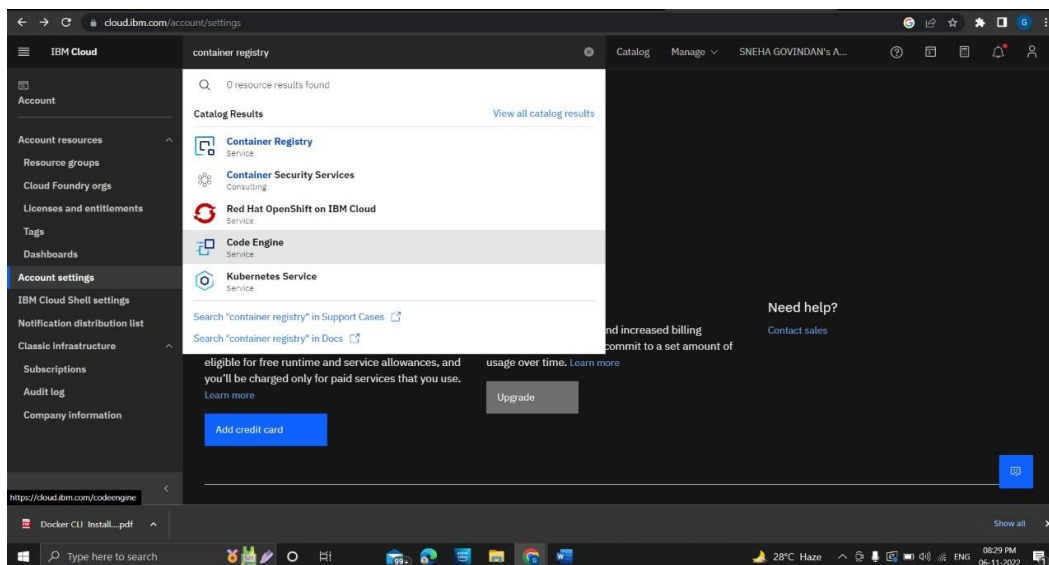 cloud.ibm.com/account/settings
G
IBM Cloud
container registry
Catalog
Manage
SNEHA GOVINDAN's A...
Account
Account resources
Resource groups
Cloud Foundry orgs
Licenses and entitlements
Tags
Dashboards
Account settings
IBM Cloud Shell settings
Notification distribution list
Classic infrastructure
Subscriptions
Audit log
Company information
0 resource results found
Catalog Results
View all catalog results
Container Registry
Service
Container Security Services
Consulting
Red Hat OpenShift on IBM Cloud
Service
Code Engine
Service
Kubernetes Service
Service
Search "container registry" in Support Cases
Search "container registry" in Docs
eligible for free runtime and service allowances, and
you'll be charged only for paid services that you use.
Learn more
Add credit card
nd increased billing
commit to a set amount of
usage over time. Learn more
Upgrade
Need help?
Contact sales
https://cloud.ibm.com/codeengine
Docker CLI Install....pdf
Show all
Type here to search
99+
28°C Haze
ENG
08:29 PM
06-11-2022